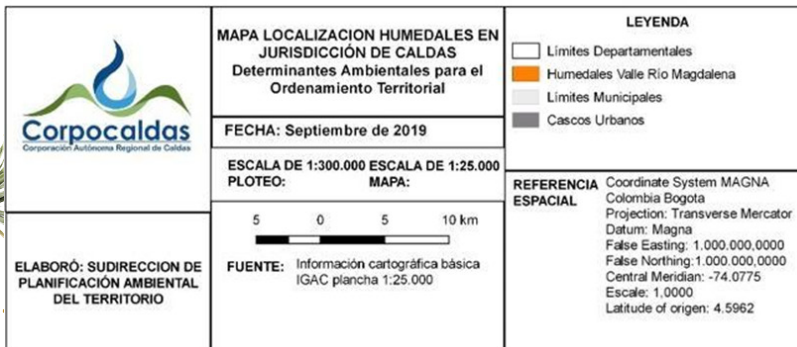 Corpocaldas
Corporación Autónoma Regional de Caldas
ELABORÓ: SUDIRECCION DE
PLANIFICACIÓN AMBIENTAL
DEL TERRITORIO
MAPA LOCALIZACION HUMEDALES EN
JURISDICCIÓN DE CALDAS
Determinantes Ambientales para el
Ordenamiento Territorial
FECHA: Septiembre de 2019
ESCALA DE 1:300.000 ESCALA DE 1:25.000
PLOTEO: MAPA:
5 0 5 10 km
FUENTE: Información cartográfica básica
IGAC plancha 1:25.000
LEYENDA
Límites Departamentales
Humedales Valle Río Magdalena
Límites Municipales
Cascos Urbanos
REFERENCIA Coordinate System MAGNA
ESPACIAL Colombia Bogota
Projection: Transverse Mercator
Datum: Magna
False Easting: 1.000.000,0000
False Northing:1.000.000,0000
Central Meridian: -74.0775
Escale: 1,0000
Latitude of origen: 4.5962